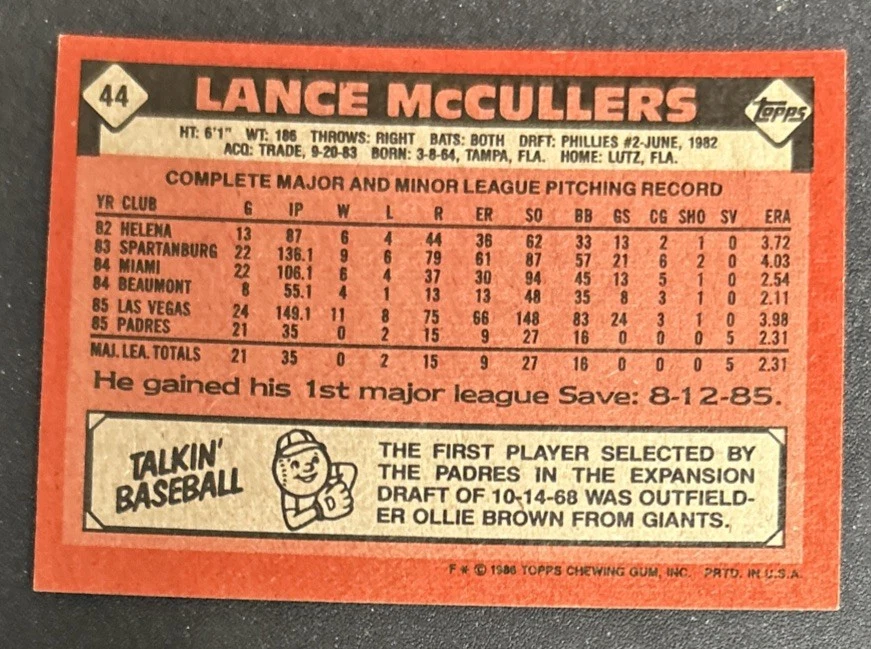 44
LANCE McCULLERS
Topps
HT: 6'1" WT: 186 THROWS: RIGHT BATS: BOTH DRFT: PHILLIES #2-JUNE, 1982
ACQ: TRADE, 9-20-83 BORN: 3-8-64, TAMPA, FLA. HOME: LUTZ, FLA.
COMPLETE MAJOR AND MINOR LEAGUE PITCHING RECORD
YR CLUB G IP W L R ER SO BB GS CG SHO SV ERA
82 HELENA 13 87 6 4 44 36 62 33 13 2 1 0 3.72
83 SPARTANBURG 22 136.1 9 6 79 61 87 57 21 6 2 0 4.03
84 MIAMI 22 106.1 6 4 37 30 94 45 13 5 1 0 2.54
84 BEAUMONT 8 55.1 4 1 13 13 48 35 8 3 1 0 2.11
85 LAS VEGAS 24 149.1 11 8 75 66 148 83 24 3 1 0 3.98
85 PADRES 21 35 0 2 15 9 27 16 0 0 0 5 2.31
MAJ. LEA. TOTALS 21 35 0 2 15 9 27 16 0 0 0 5 2.31
He gained his 1st major league Save: 8-12-85.
TALKIN'
BASEBALL
THE FIRST PLAYER SELECTED BY
THE PADRES IN THE EXPANSION
DRAFT OF 10-14-68 WAS OUTFIELD-
ER OLLIE BROWN FROM GIANTS.
F * © 1986 TOPPS CHEWING GUM, INC. PRTD. IN U.S.A.